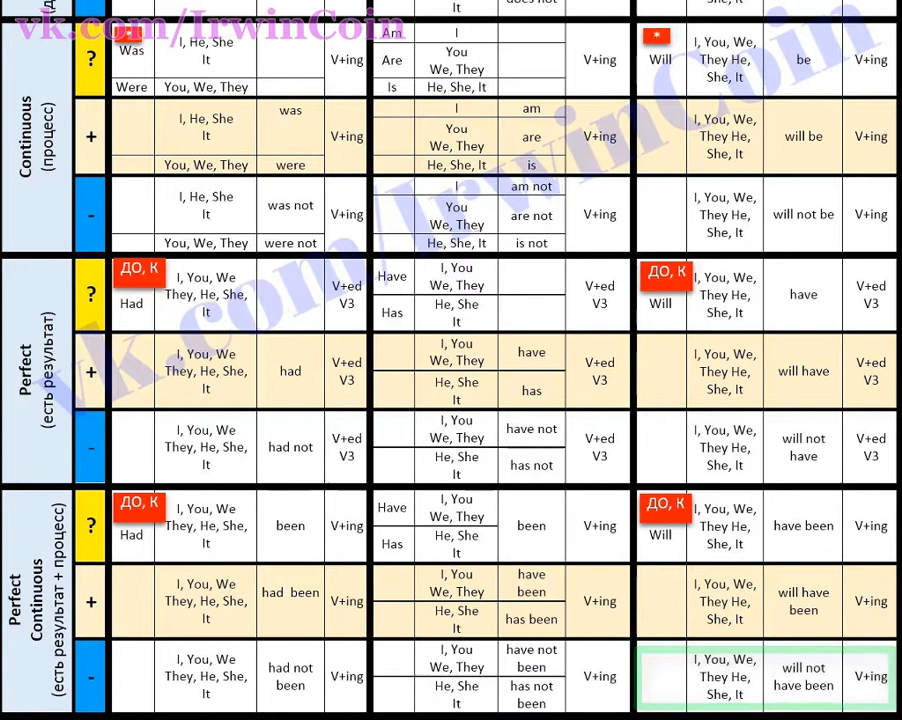 It
does not
vk.com/IrwinCoin
vk.com/IrwinCoin
Continuous
(процесс)
?
*
Was
I, He, She
It
V+ing
Were
You, We, They
Am
I
Are
You
We, They
V+ing
Is
He, She, It
*
Will
I, You, We,
They He,
She, It
be
V+ing
+
I, He, She
It
was
V+ing
You, We, They
were
I
am
You
We, They
are
V+ing
He, She, It
is
I, You, We,
They He,
She, It
will be
V+ing
-
I, He, She
It
was not
V+ing
You, We, They
were not
I
am not
You
We, They
are not
V+ing
He, She, It
is not
I, You, We,
They He,
She, It
will not be
V+ing
Perfect
(есть результат)
?
ДО, К
Had
I, You, We
They, He, She,
It
V+ed
V3
Have
I, You
We, They
Has
He, She
It
V+ed
V3
ДО, К
Will
I, You, We,
They He,
She, It
have
V+ed
V3
+
I, You, We
They, He, She,
It
had
V+ed
V3
I, You
We, They
have
He, She
It
has
V+ed
V3
I, You, We,
They He,
She, It
will have
V+ed
V3
-
I, You, We
They, He, She,
It
had not
V+ed
V3
I, You
We, They
have not
He, She
It
has not
V+ed
V3
I, You, We,
They He,
She, It
will not
have
V+ed
V3
Perfect
Continuous
(есть результат + процесс)
?
ДО, К
Had
I, You, We
They, He, She,
It
been
V+ing
Have
I, You
We, They
Has
He, She
It
been
V+ing
ДО, К
Will
I, You, We,
They He,
She, It
have been
V+ing
+
I, You, We
They, He, She,
It
had been
V+ing
I, You
We, They
have
been
He, She
It
has been
V+ing
I, You, We,
They He,
She, It
will have
been
V+ing
-
I, You, We
They, He, She,
It
had not
been
V+ing
I, You
We, They
have not
been
He, She
It
has not
been
V+ing
I, You, We,
They He,
She, It
will not
have been
V+ing